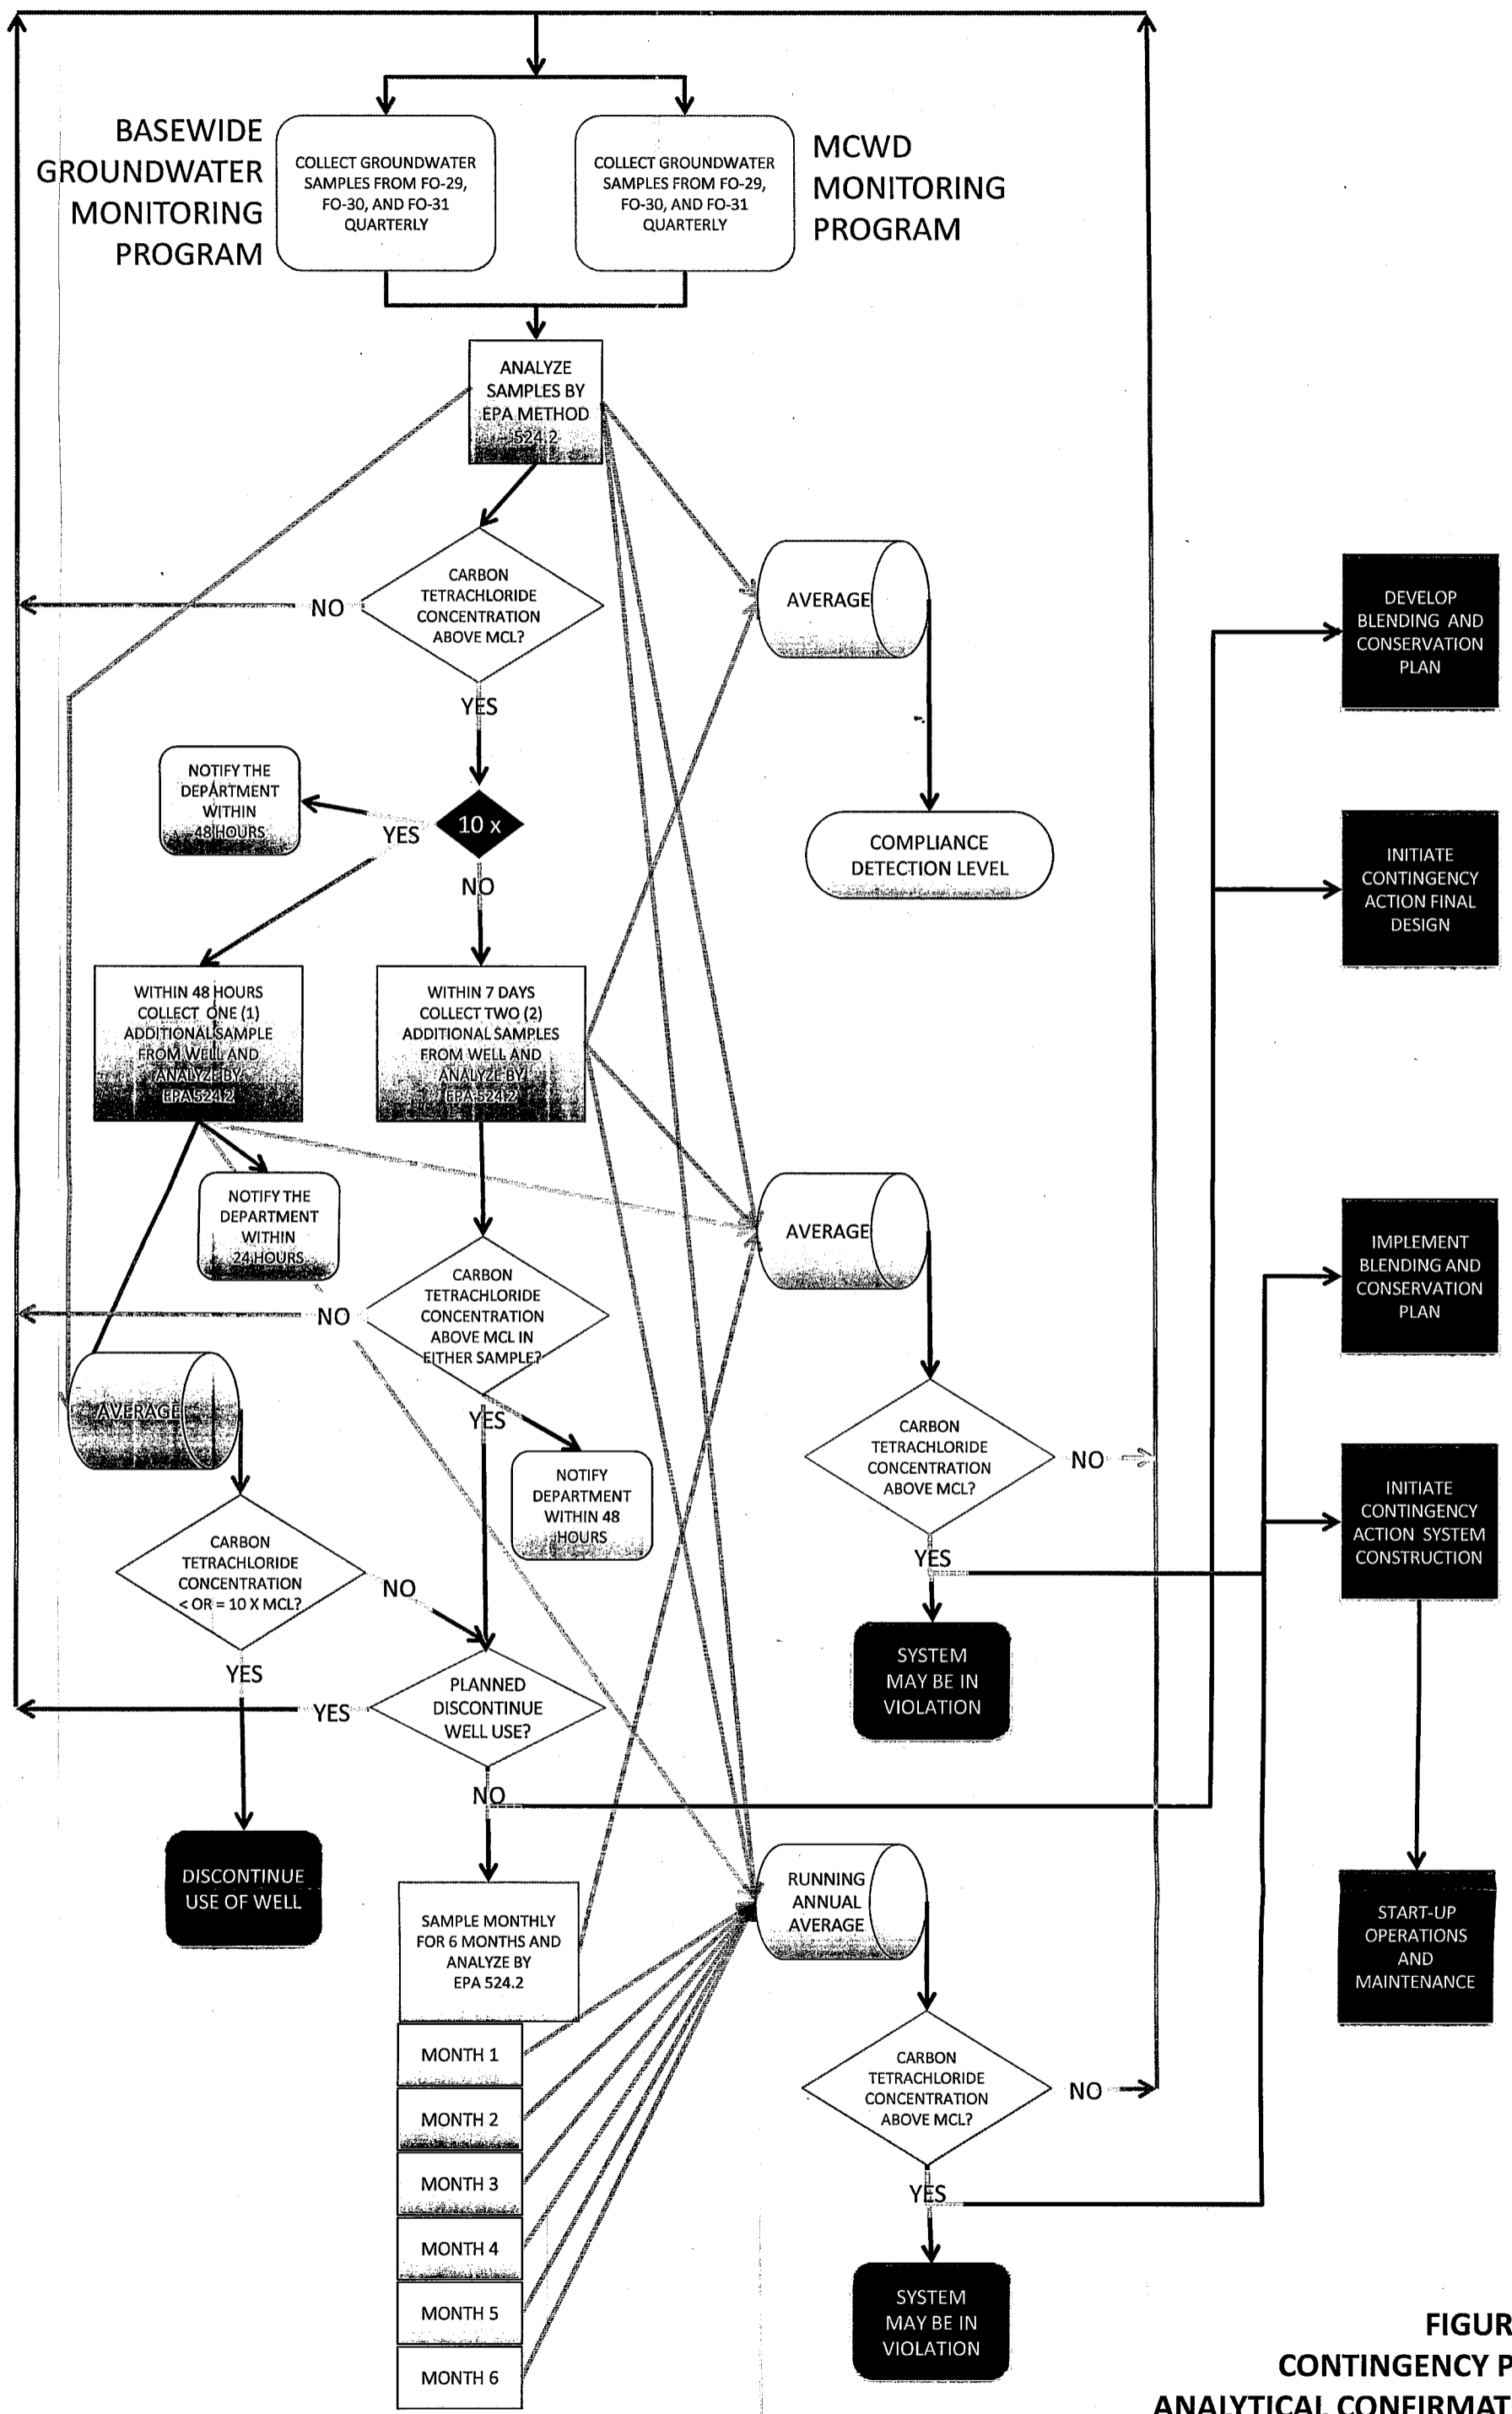 BASEWIDE
GROUNDWATER
MONITORING
PROGRAM
COLLECT GROUNDWATER
SAMPLES FROM FO-29,
FO-30, AND FO-31
QUARTERLY
COLLECT GROUNDWATER
SAMPLES FROM FO-29,
FO-30, AND FO-31
QUARTERLY
MCWD
MONITORING
PROGRAM
ANALYZE
SAMPLES BY
EPA METHOD
524.2
CARBON
TETRACHLORIDE
CONCENTRATION
ABOVE MCL?
NO
YES
AVERAGE
DEVELOP
BLENDING AND
CONSERVATION
PLAN
NOTIFY THE
DEPARTMENT
WITHIN
48 HOURS
YES
10 x
NO
COMPLIANCE
DETECTION LEVEL
INITIATE
CONTINGENCY
ACTION FINAL
DESIGN
WITHIN 48 HOURS
COLLECT ONE (1)
ADDITIONAL SAMPLE
FROM WELL AND
ANALYZE BY
EPA 524.2
WITHIN 7 DAYS
COLLECT TWO (2)
ADDITIONAL SAMPLES
FROM WELL AND
ANALYZE BY
EPA 524.2
NOTIFY THE
DEPARTMENT
WITHIN
24 HOURS
AVERAGE
IMPLEMENT
BLENDING AND
CONSERVATION
PLAN
NO
CARBON
TETRACHLORIDE
CONCENTRATION
ABOVE MCL IN
EITHER SAMPLE?
YES
AVERAGE
NOTIFY
DEPARTMENT
WITHIN 48
HOURS
CARBON
TETRACHLORIDE
CONCENTRATION
ABOVE MCL?
NO
YES
INITIATE
CONTINGENCY
ACTION SYSTEM
CONSTRUCTION
CARBON
TETRACHLORIDE
CONCENTRATION
< OR = 10 X MCL?
NO
YES
PLANNED
DISCONTINUE
WELL USE?
YES
NO
SYSTEM
MAY BE IN
VIOLATION
DISCONTINUE
USE OF WELL
SAMPLE MONTHLY
FOR 6 MONTHS AND
ANALYZE BY
EPA 524.2
RUNNING
ANNUAL
AVERAGE
START-UP
OPERATIONS
AND
MAINTENANCE
MONTH 1
MONTH 2
MONTH 3
MONTH 4
MONTH 5
MONTH 6
CARBON
TETRACHLORIDE
CONCENTRATION
ABOVE MCL?
NO
YES
SYSTEM
MAY BE IN
VIOLATION
FIGUR
CONTINGENCY P
ANALYTICAL CONFIRMAT